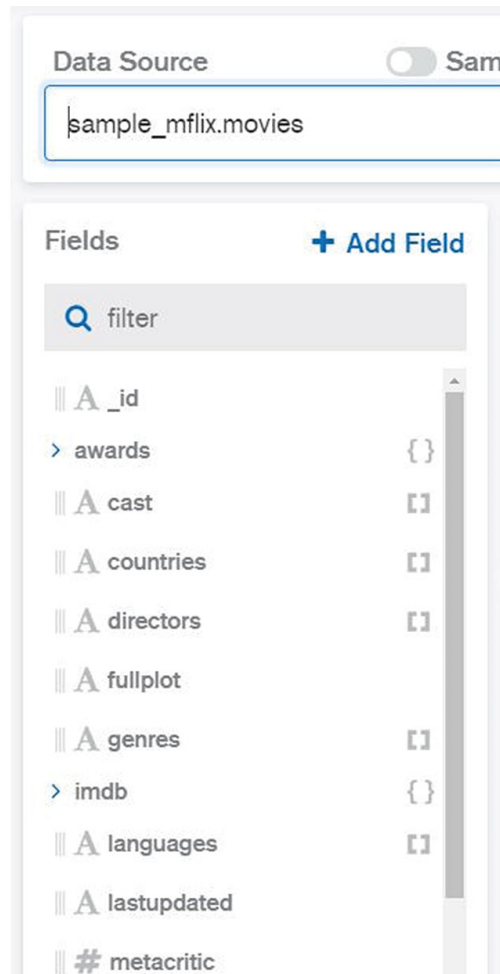 Data Source Sam
sample_mflix.movies
Fields + Add Field
filter
A _id
> awards {}
A cast []
A countries []
A directors []
A fullplot
A genres []
> imdb {}
A languages []
A lastupdated
# metacritic